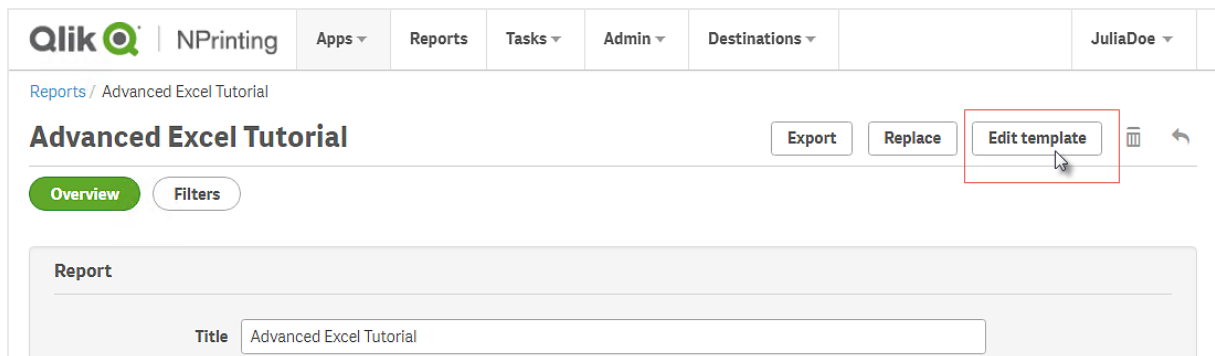 Qlik NPrinting Apps Reports Tasks Admin Destinations JuliaDoe
Reports / Advanced Excel Tutorial
Advanced Excel Tutorial Export Replace Edit template
Overview Filters
Report
Title Advanced Excel Tutorial